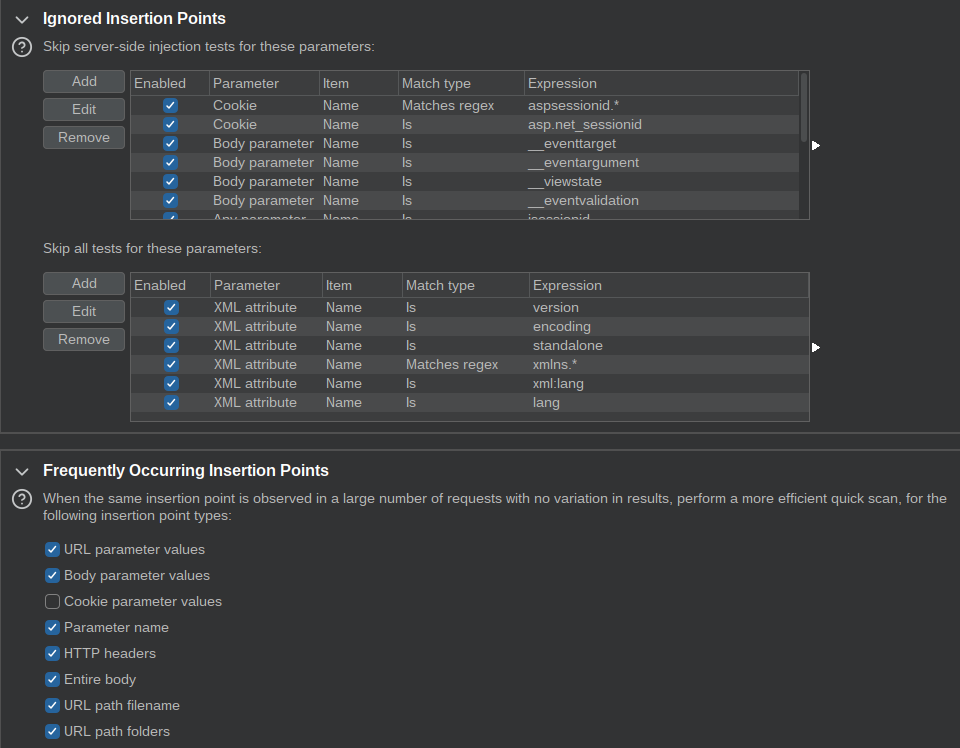 Ignored Insertion Points
Skip server-side injection tests for these parameters:
Add
Edit
Remove
Enabled Parameter Item Match type Expression
Cookie Name Matches regex aspsessionid.*
Cookie Name Is asp.net_sessionid
Body parameter Name Is __eventtarget
Body parameter Name Is __eventargument
Body parameter Name Is __viewstate
Body parameter Name Is __eventvalidation
Any parameter Name Is jsessionid
Skip all tests for these parameters:
Add
Edit
Remove
Enabled Parameter Item Match type Expression
XML attribute Name Is version
XML attribute Name Is encoding
XML attribute Name Is standalone
XML attribute Name Matches regex xmlns.*
XML attribute Name Is xml:lang
XML attribute Name Is lang
Frequently Occurring Insertion Points
When the same insertion point is observed in a large number of requests with no variation in results, perform a more efficient quick scan, for the
following insertion point types:
URL parameter values
Body parameter values
Cookie parameter values
Parameter name
HTTP headers
Entire body
URL path filename
URL path folders